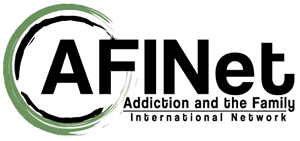 AFINet
Addiction and the Family
International Network